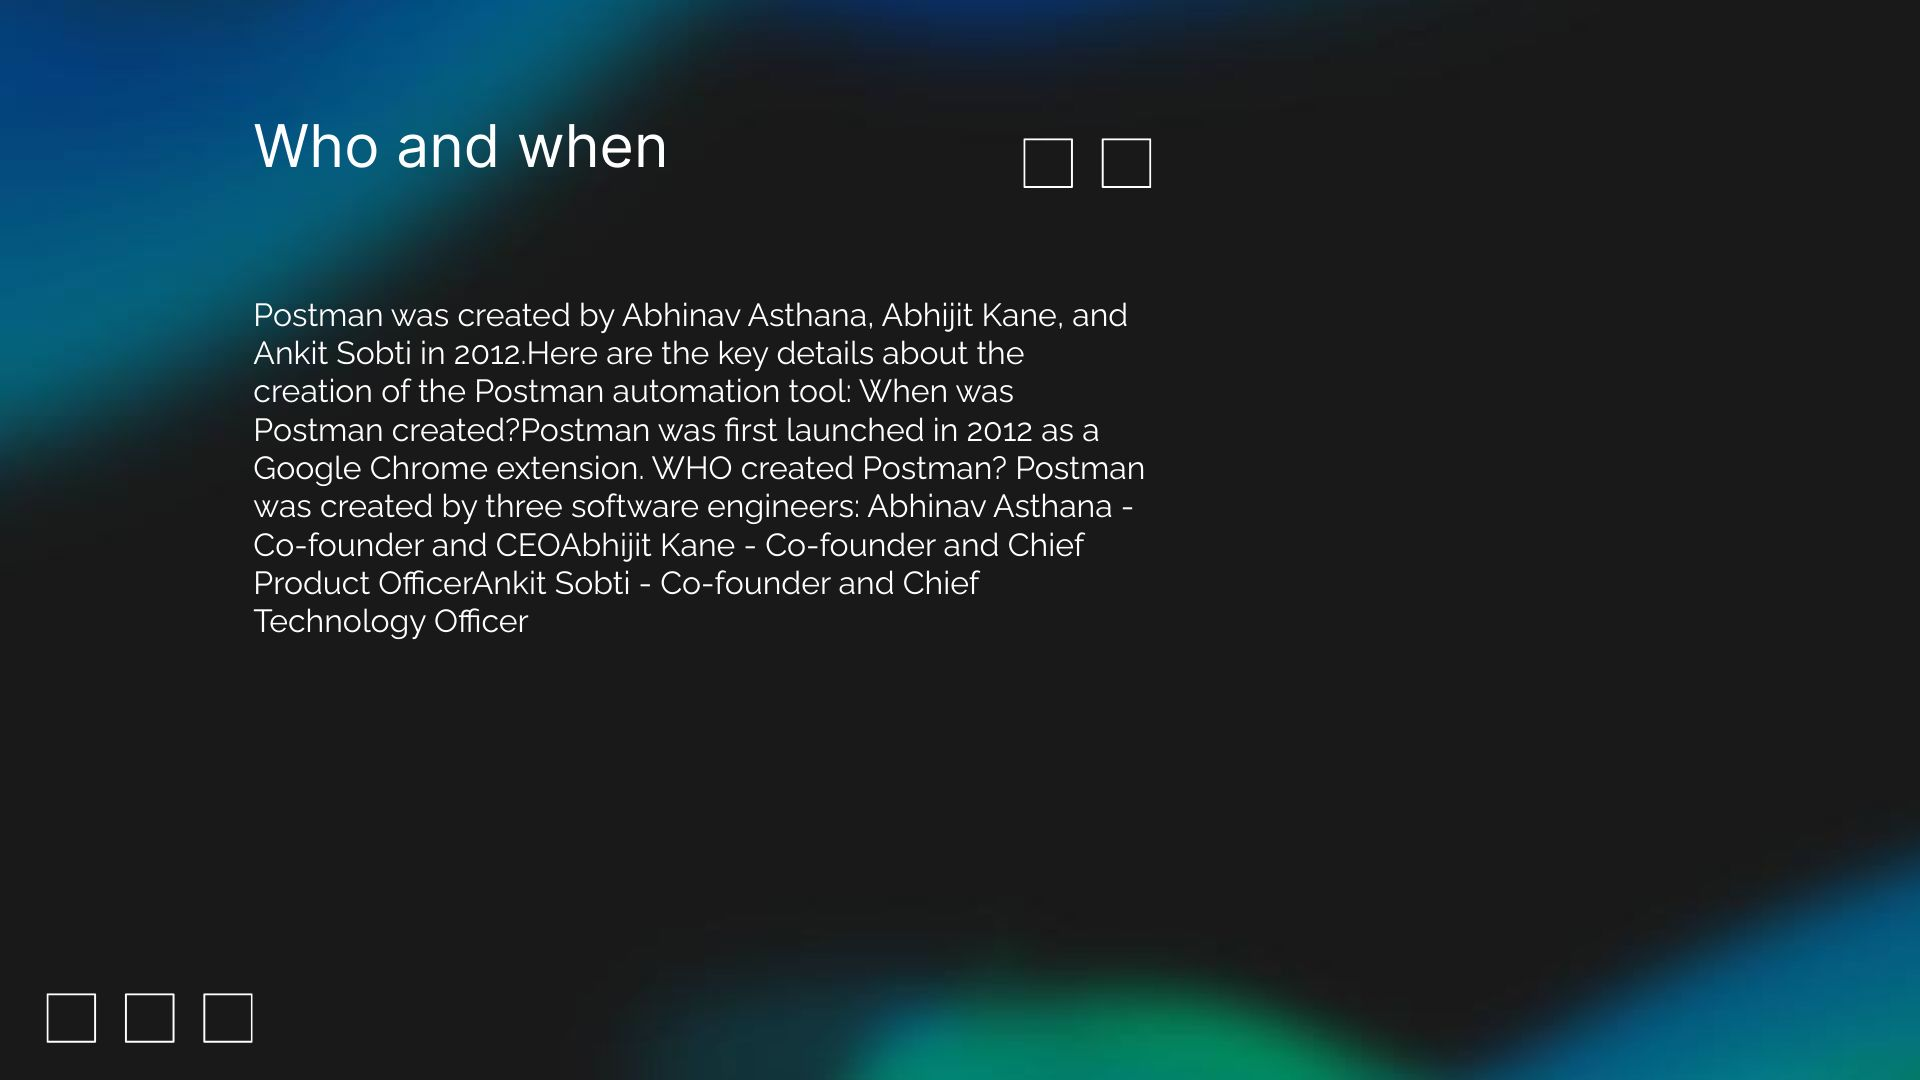 Who and when
Postman was created by Abhinav Asthana, Abhijit Kane, and
Ankit Sobti in 2012.Here are the key details about the
creation of the Postman automation tool: When was
Postman created?Postman was first launched in 2012 as a
Google Chrome extension. WHO created Postman? Postman
was created by three software engineers: Abhinav Asthana -
Co-founder and CEOAbhijit Kane - Co-founder and Chief
Product OfficerAnkit Sobti - Co-founder and Chief
Technology Officer